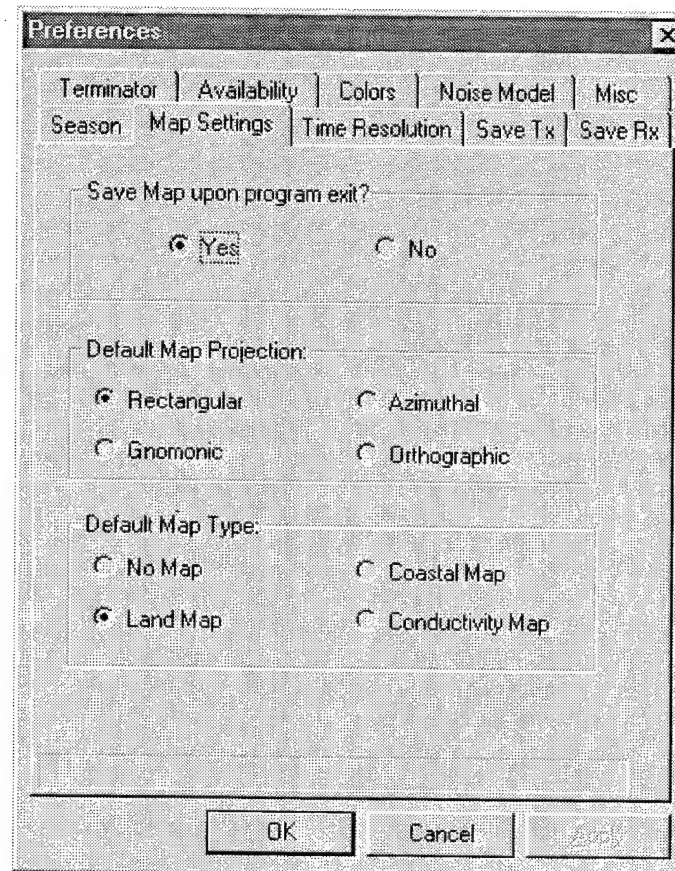 Preferences
Terminator Availability Colors Noise Model Misc
Season Map Settings Time Resolution Save Tx Save Rx
Save Map upon program exit?
Yes No
Default Map Projection:
Rectangular Azimuthal
Gnomonic Orthographic
Default Map Type:
No Map Coastal Map
Land Map Conductivity Map
OK Cancel Apply